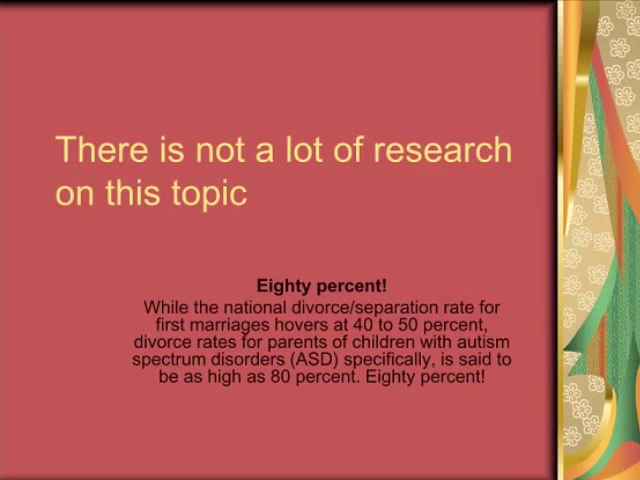 There is not a lot of research
on this topic
Eighty percent!
While the national divorce/separation rate for
first marriages hovers at 40 to 50 percent,
divorce rates for parents of children with autism
spectrum disorders (ASD) specifically, is said to
be as high as 80 percent. Eighty percent!